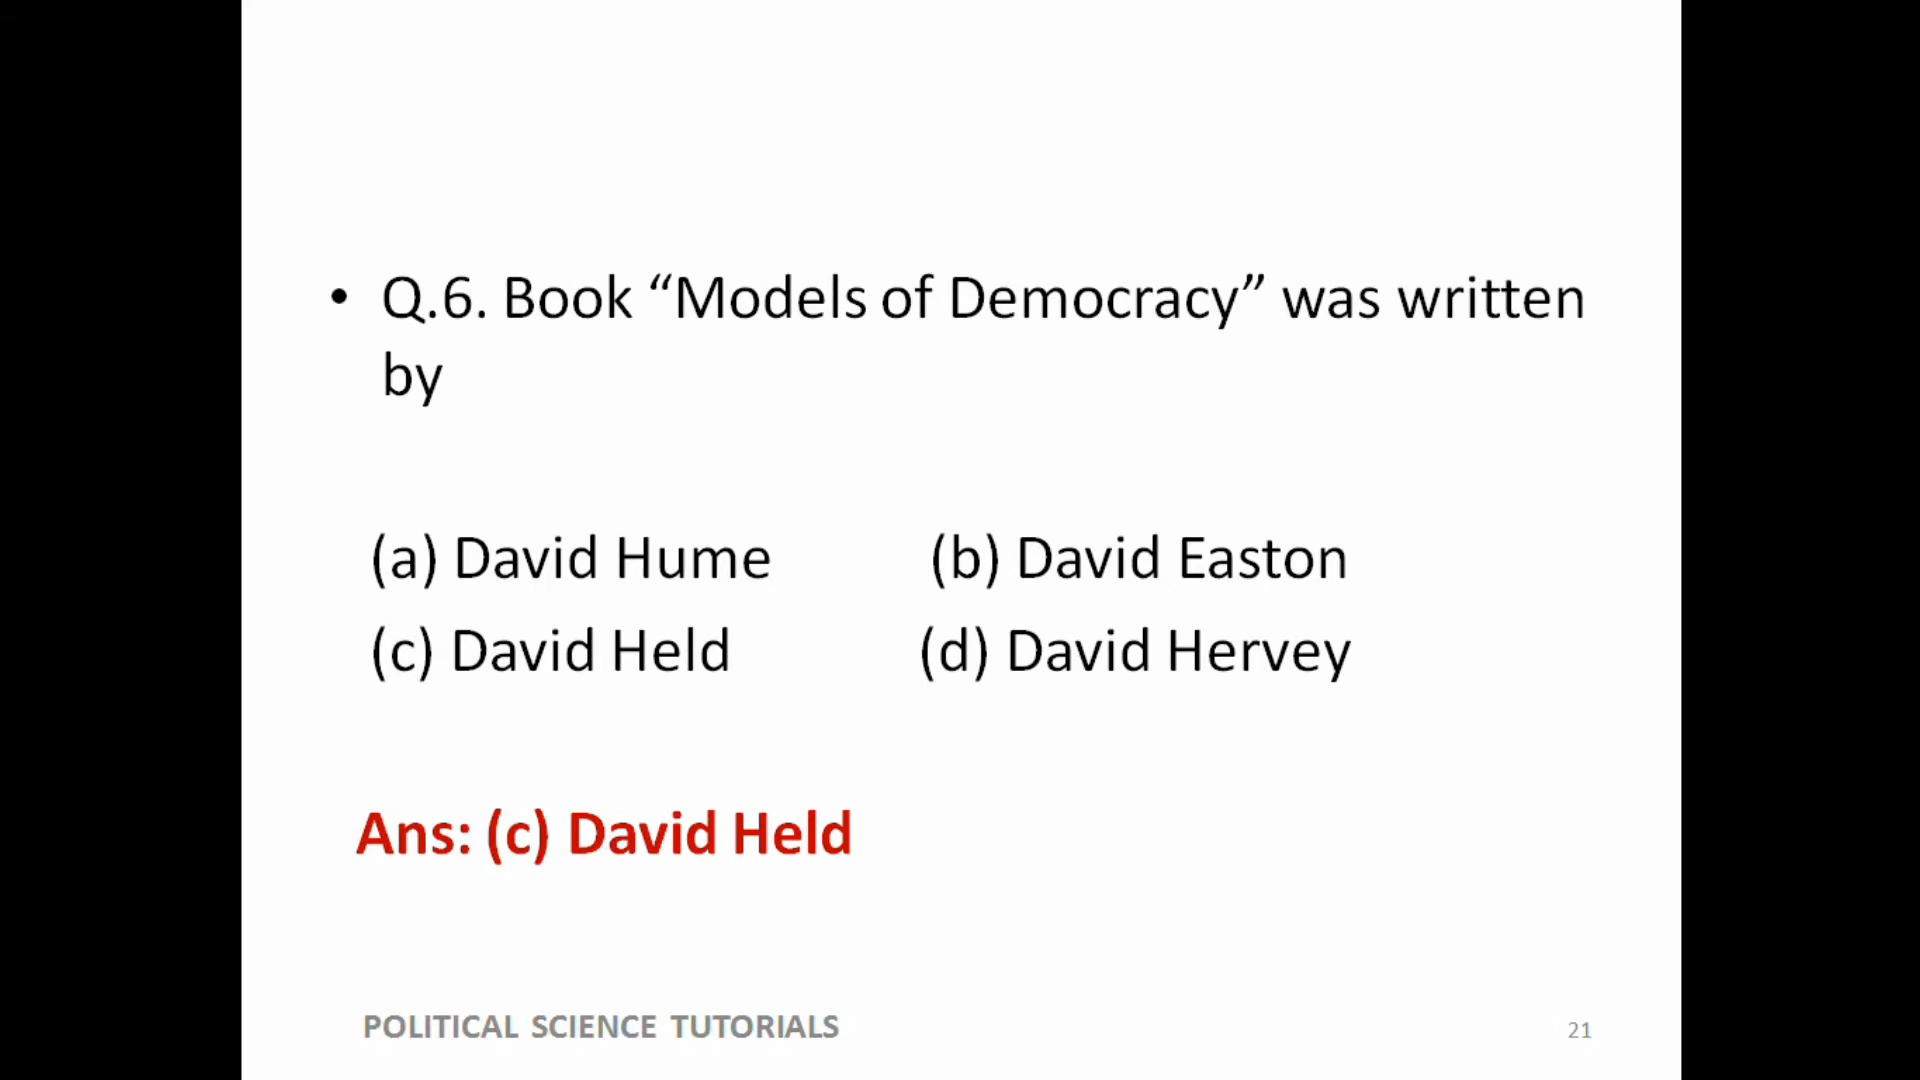 • Q.6. Book “Models of Democracy” was written
by
(a) David Hume (b) David Easton
(c) David Held (d) David Hervey
Ans: (c) David Held
POLITICAL SCIENCE TUTORIALS 21